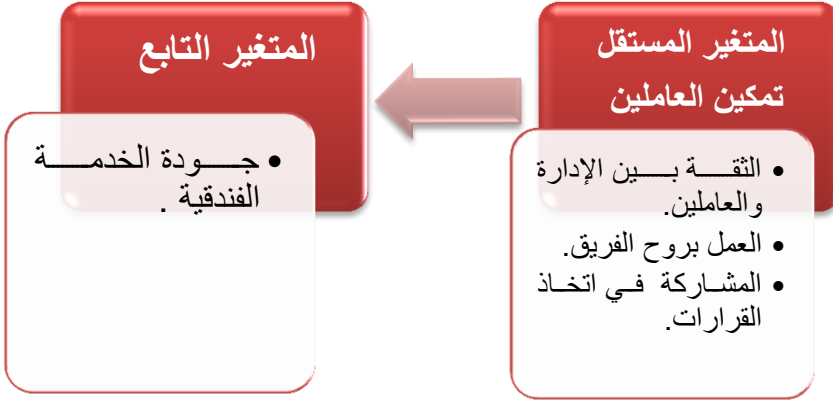 المتغير المستقل
تمكين العاملين
• الثقة بين الإدارة
والعاملين.
• العمل بروح الفريق.
• المشاركة في اتخاذ
القرارات.
المتغير التابع
• جودة الخدمة
الفندقية .